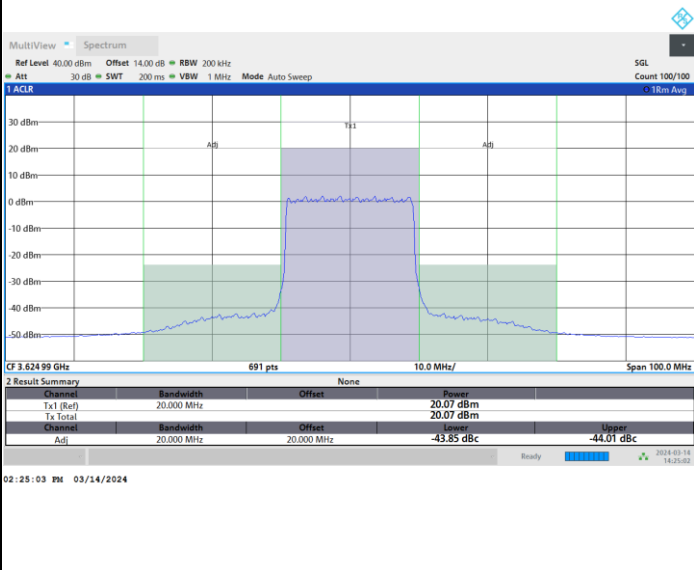 MultiView Spectrum
Ref Level 40.00 dBm Offset 14.00 dB RBW 200 kHz SGL
Att 30 dB SWT 200 ms VBW 1 MHz Mode Auto Sweep Count 100/100
1 ACLR 1Rm Avg
30 dBm
Tx1
20 dBm Adj Adj
10 dBm
0 dBm
-10 dBm
-20 dBm
-30 dBm
-40 dBm
-50 dBm
CF 3.624 99 GHz 691 pts 10.0 MHz/ Span 100.0 MHz
2 Result Summary None
Channel Bandwidth Offset Power
Tx1 (Ref) 20.000 MHz 20.07 dBm
Tx Total 20.07 dBm
Channel Bandwidth Offset Lower Upper
Adj 20.000 MHz 20.000 MHz -43.85 dBc -44.01 dBc
Ready 2024-03-14
14:25:02
02:25:03 PM 03/14/2024